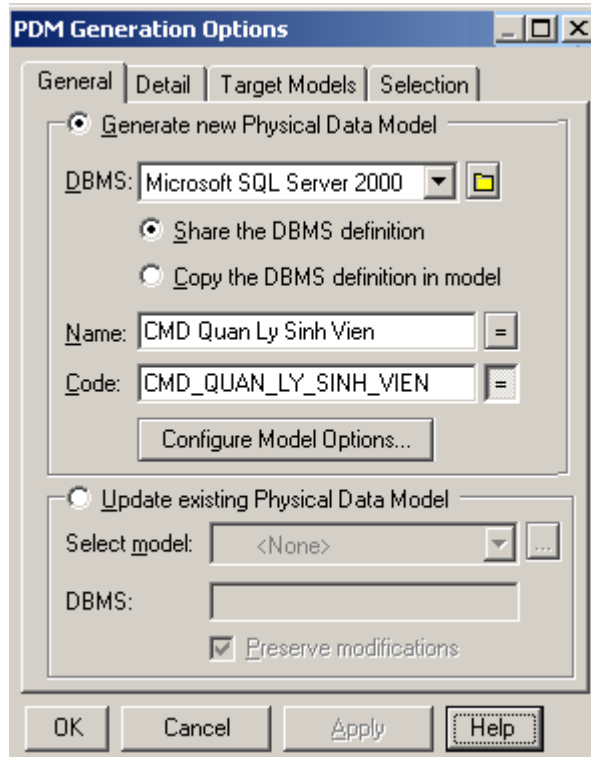 PDM Generation Options
General Detail Target Models Selection
Generate new Physical Data Model
DBMS: Microsoft SQL Server 2000
Share the DBMS definition
Copy the DBMS definition in model
Name: CMD Quan Ly Sinh Vien =
Code: CMD_QUAN_LY_SINH_VIEN =
Configure Model Options...
Update existing Physical Data Model
Select model: <None> ...
DBMS:
Preserve modifications
OK Cancel Apply Help